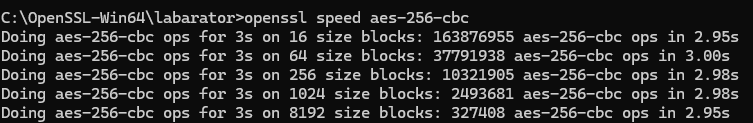 C:\OpenSSL-Win64\labarator>openssl speed aes-256-cbc
Doing aes-256-cbc ops for 3s on 16 size blocks: 163876955 aes-256-cbc ops in 2.95s
Doing aes-256-cbc ops for 3s on 64 size blocks: 37791938 aes-256-cbc ops in 3.00s
Doing aes-256-cbc ops for 3s on 256 size blocks: 10321905 aes-256-cbc ops in 2.98s
Doing aes-256-cbc ops for 3s on 1024 size blocks: 2493681 aes-256-cbc ops in 2.98s
Doing aes-256-cbc ops for 3s on 8192 size blocks: 327408 aes-256-cbc ops in 2.95s